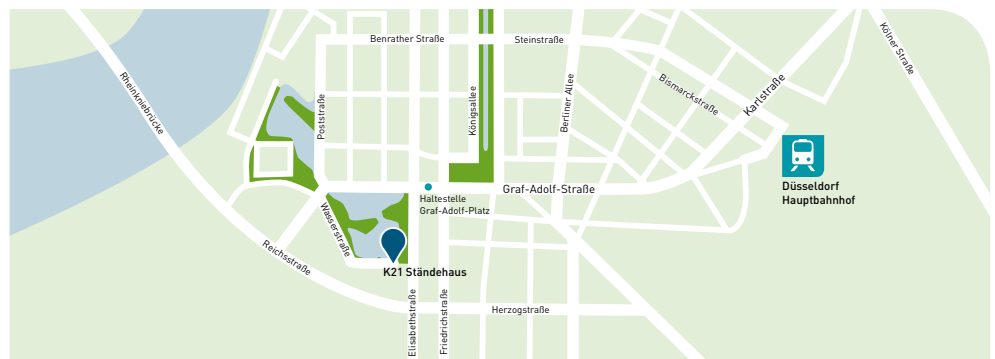 Benrather Straße
Steinstraße
Kölner Straße
Rheinkniebrücke
Poststraße
Königsallee
Berliner Allee
Bismarckstraße
Karlstraße
Düsseldorf
Hauptbahnhof
Graf-Adolf-Straße
Haltestelle
Graf-Adolf-Platz
Wasserstraße
Reichsstraße
K21 Ständehaus
Elisabethstraße
Friedrichstraße
Herzogstraße